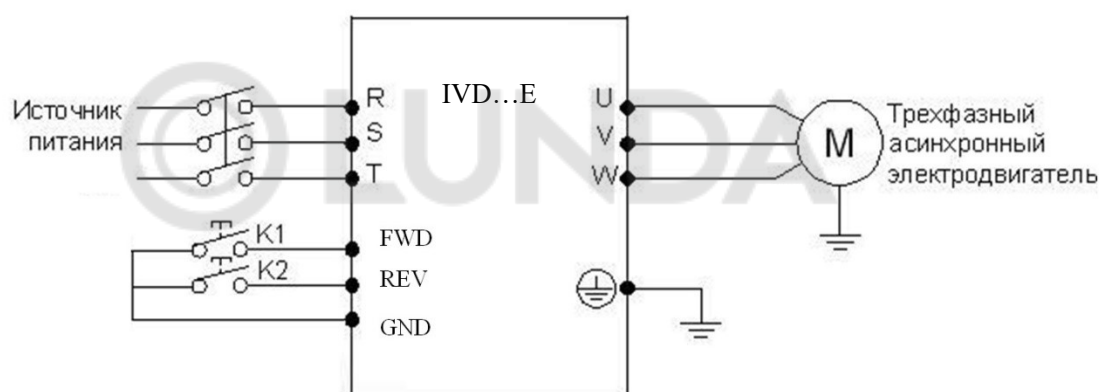 IVD...E
Источник
питания
R
S
T
U
V
W
M
Трехфазный
асинхронный
электродвигатель
K1
K2
FWD
REV
GND
© LUNDA